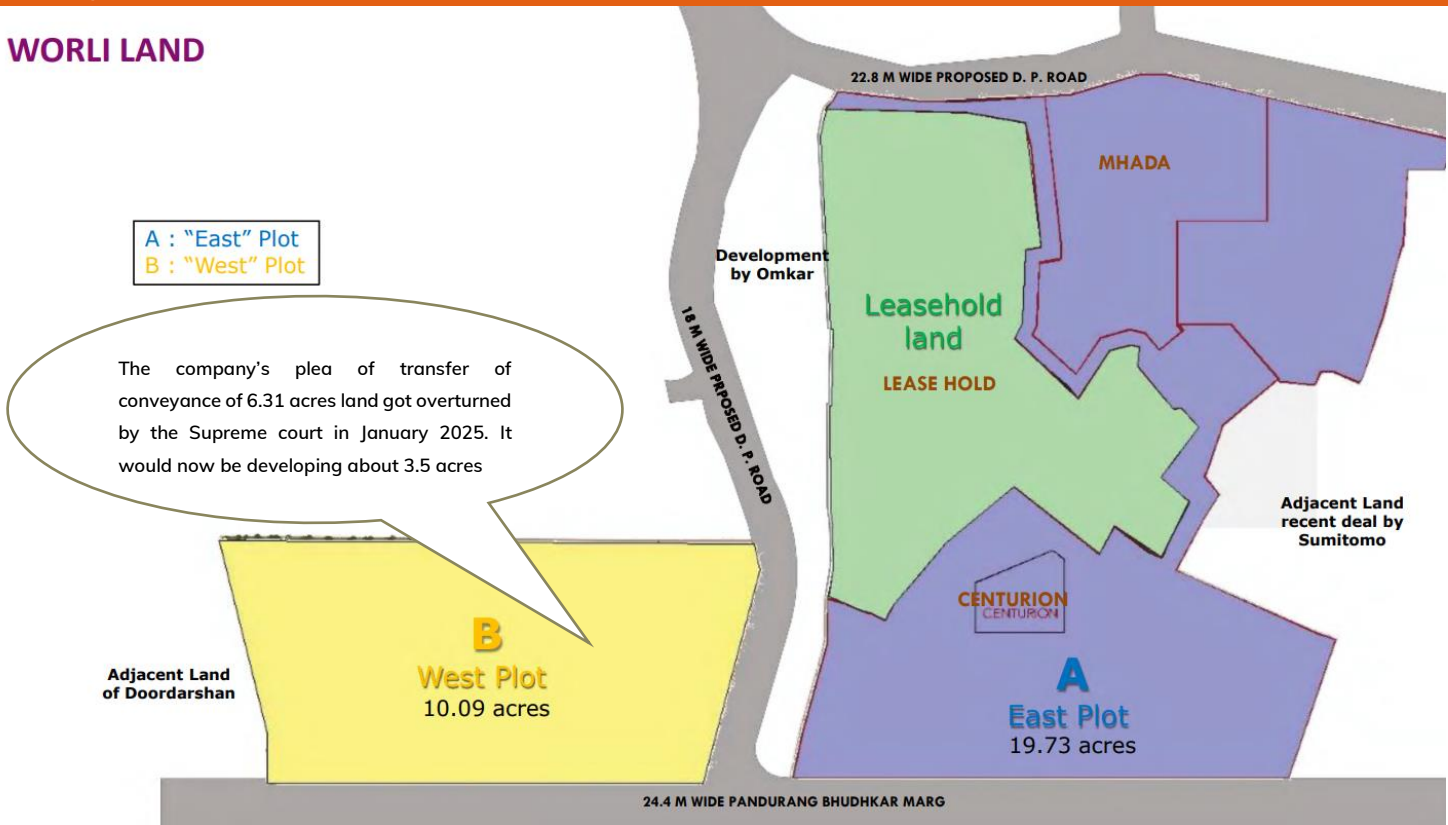 WORLI LAND
22.8 M WIDE PROPOSED D. P. ROAD
MHADA
A : “East” Plot
B : “West” Plot
Development
by Omkar
Leasehold
land
LEASE HOLD
18 M WIDE PRPOSED D. P. ROAD
The company’s plea of transfer of
conveyance of 6.31 acres land got overturned
by the Supreme court in January 2025. It
would now be developing about 3.5 acres
Adjacent Land
recent deal by
Sumitomo
CENTURION
CENTURION
B
West Plot
10.09 acres
Adjacent Land
of Doordarshan
A
East Plot
19.73 acres
24.4 M WIDE PANDURANG BHUDHKAR MARG